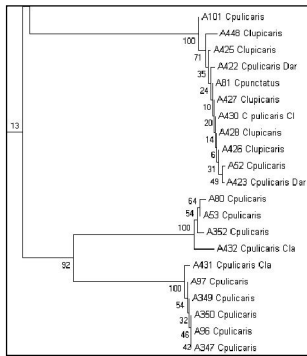 A101 Cpulicaris
A448 Clupicaris
100
A425 Clupicaris
71
A422 Cpulicaris Dar
35
A81 Cpunctatus
24
A427 Clupicaris
10
A430 C pulicaris Cl
20
A428 Clupicaris
13
14
A426 Clupicaris
6
A52 Cpulicaris
31
A423 Cpulicaris Dar
49
A80 Cpulicaris
64
A53 Cpulicaris
54
A352 Cpulicaris
100
A432 Cpulicaris Cla
A431 Cpulicaris Cla
92
A97 Cpulicaris
100
A349 Cpulicaris
54
A350 Cpulicaris
32
A96 Cpulicaris
46
A347 Cpulicaris
42